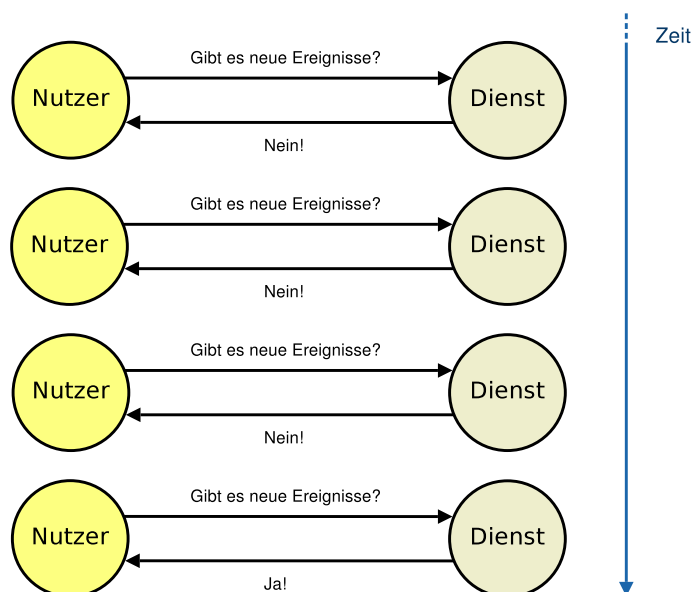 Zeit
Gibt es neue Ereignisse?
Nutzer
Dienst
Nein!
Gibt es neue Ereignisse?
Nutzer
Dienst
Nein!
Gibt es neue Ereignisse?
Nutzer
Dienst
Nein!
Gibt es neue Ereignisse?
Nutzer
Dienst
Ja!